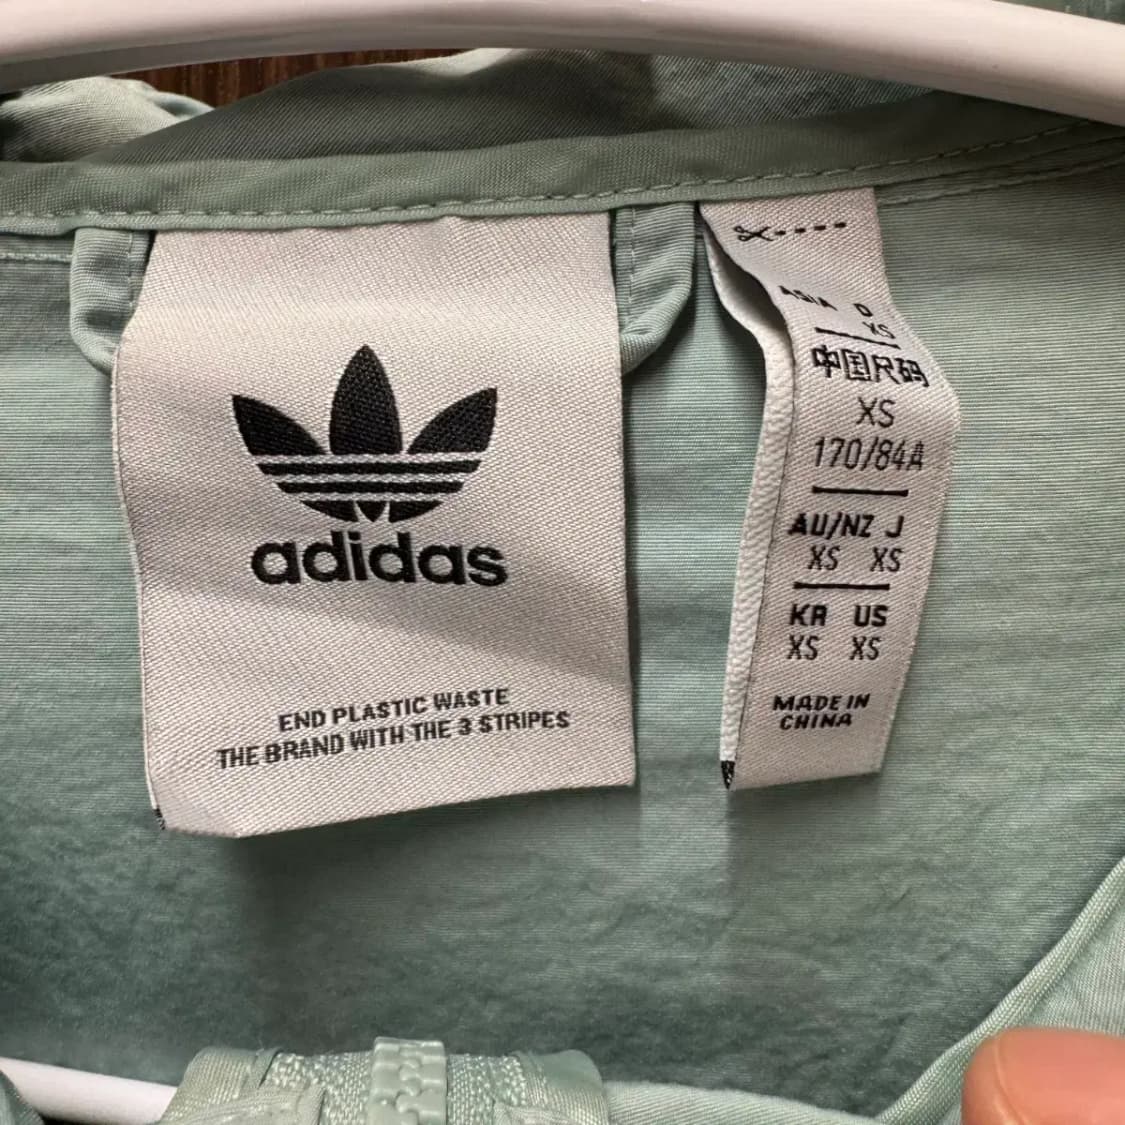 adidas
END PLASTIC WASTE
THE BRAND WITH THE 3 STRIPES
ASIA D
XS
中国尺码
XS
170/84A
AU/NZ J
XS XS
KR US
XS XS
MADE IN
CHINA